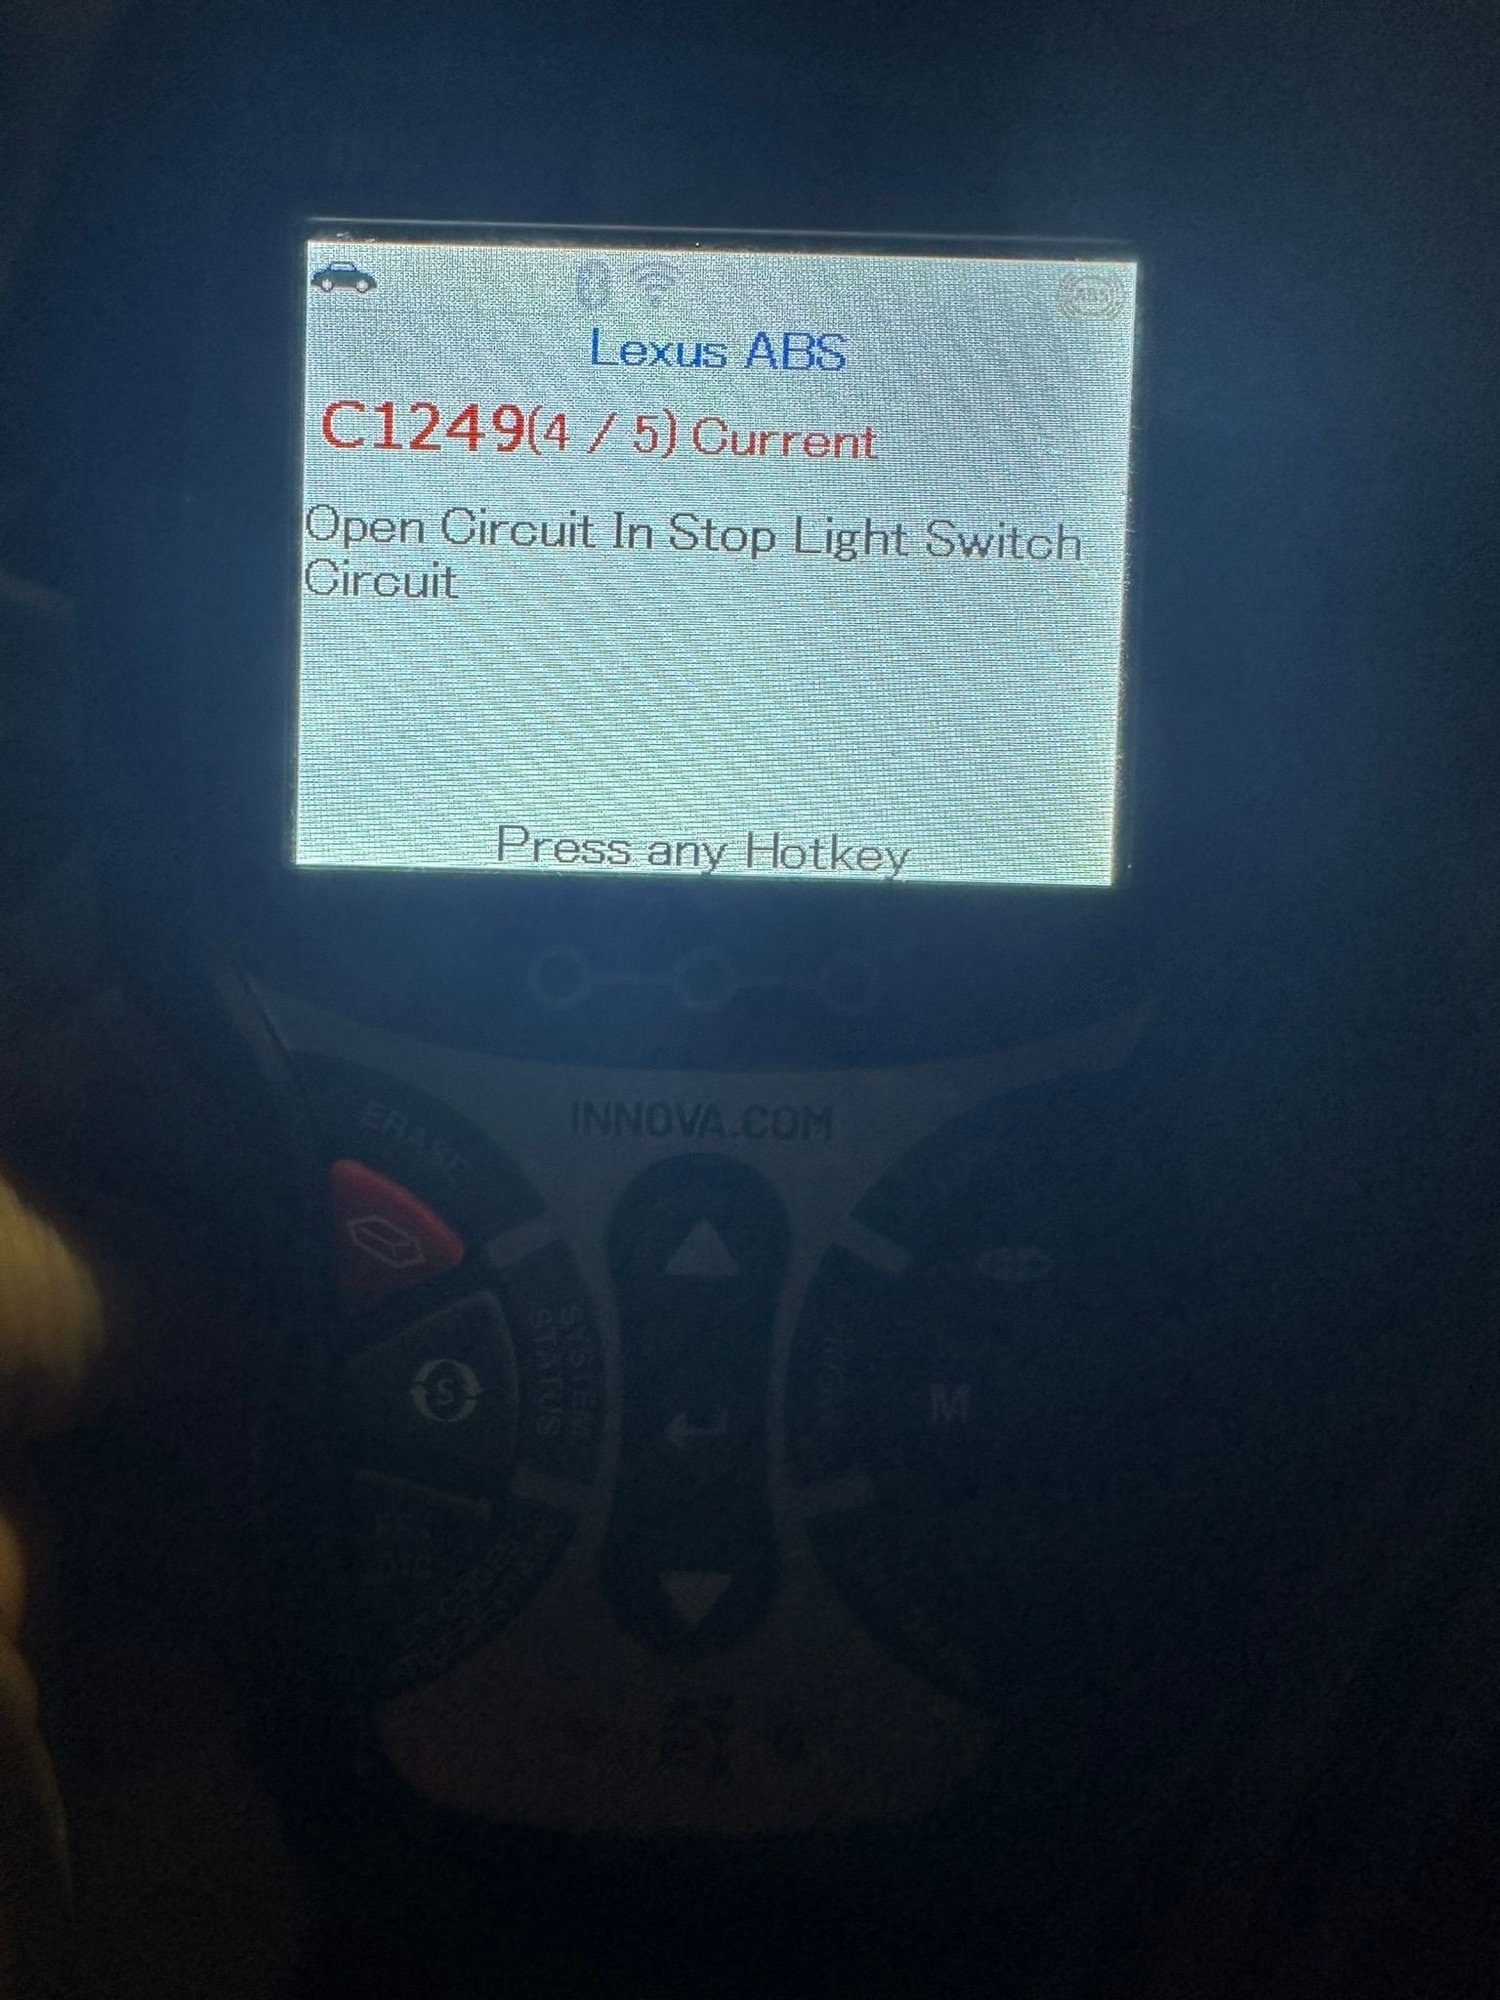 Lexus ABS
C1249(4 / 5) Current
Open Circuit In Stop Light Switch
Circuit
Press any Hotkey
INNOVA.COM
ERASE
SYSTEM
STATUS
M